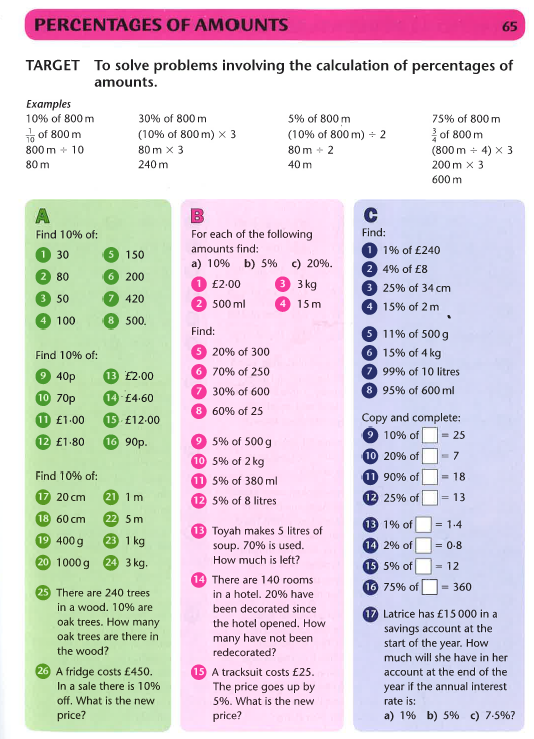 PERCENTAGES OF AMOUNTS 65
TARGET To solve problems involving the calculation of percentages of
amounts.
Examples
10% of 800 m
1/10 of 800 m
800 m ÷ 10
80 m
30% of 800 m
(10% of 800 m) × 3
80 m × 3
240 m
5% of 800 m
(10% of 800 m) ÷ 2
80 m ÷ 2
40 m
75% of 800 m
3/4 of 800 m
(800 m ÷ 4) × 3
200 m × 3
600 m
A
Find 10% of:
1 30 5 150
2 80 6 200
3 50 7 420
4 100 8 500.
Find 10% of:
9 40p 13 £2·00
10 70p 14 £4·60
11 £1·00 15 £12·00
12 £1·80 16 90p.
Find 10% of:
17 20 cm 21 1 m
18 60 cm 22 5 m
19 400 g 23 1 kg
20 1000 g 24 3 kg.
25 There are 240 trees
in a wood. 10% are
oak trees. How many
oak trees are there in
the wood?
26 A fridge costs £450.
In a sale there is 10%
off. What is the new
price?
B
For each of the following
amounts find:
a) 10% b) 5% c) 20%.
1 £2·00 3 3 kg
2 500 ml 4 15 m
Find:
5 20% of 300
6 70% of 250
7 30% of 600
8 60% of 25
9 5% of 500 g
10 5% of 2 kg
11 5% of 380 ml
12 5% of 8 litres
13 Toyah makes 5 litres of
soup. 70% is used.
How much is left?
14 There are 140 rooms
in a hotel. 20% have
been decorated since
the hotel opened. How
many have not been
redecorated?
15 A tracksuit costs £25.
The price goes up by
5%. What is the new
price?
C
Find:
1 1% of £240
2 4% of £8
3 25% of 34 cm
4 15% of 2 m
5 11% of 500 g
6 15% of 4 kg
7 99% of 10 litres
8 95% of 600 ml
Copy and complete:
9 10% of □ = 25
10 20% of □ = 7
11 90% of □ = 18
12 25% of □ = 13
13 1% of □ = 1·4
14 2% of □ = 0·8
15 5% of □ = 12
16 75% of □ = 360
17 Latrice has £15 000 in a
savings account at the
start of the year. How
much will she have in her
account at the end of the
year if the annual interest
rate is:
a) 1% b) 5% c) 7·5%?